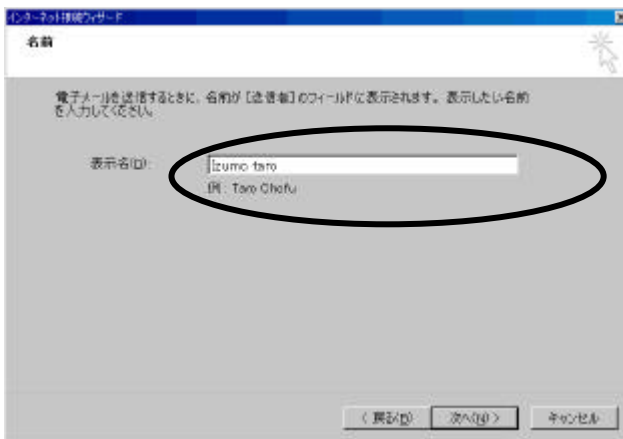 インターネット接続ウィザード
名前
電子メールを送信するときに、名前が [送信者] のフィールドに表示されます。表示したい名前
を入力してください。
表示名(D):
Izumo taro
例: Taro Chofu
< 戻る(B)
次へ(N) >
キャンセル